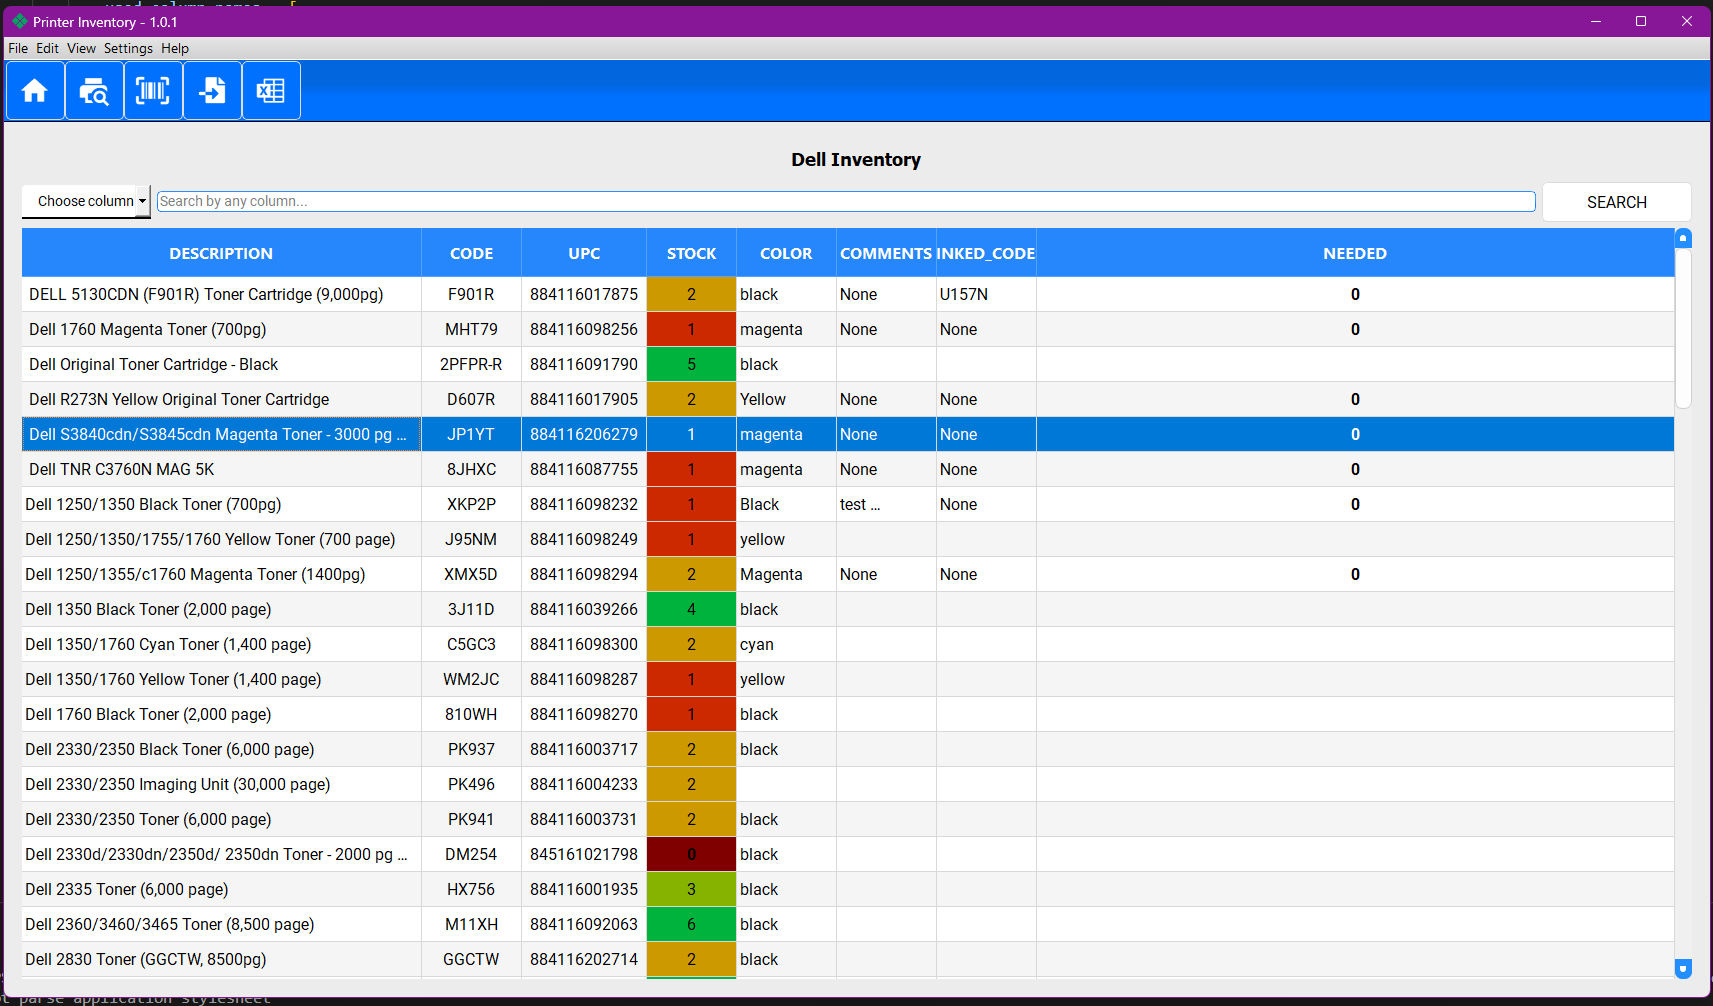 used column names
Printer Inventory - 1.0.1
File Edit View Settings Help
Dell Inventory
Choose column Search by any column... SEARCH
DESCRIPTION CODE UPC STOCK COLOR COMMENTS INKED_CODE NEEDED
DELL 5130CDN (F901R) Toner Cartridge (9,000pg) F901R 884116017875 2 black None U157N 0
Dell 1760 Magenta Toner (700pg) MHT79 884116098256 1 magenta None None 0
Dell Original Toner Cartridge - Black 2PFPR-R 884116091790 5 black
Dell R273N Yellow Original Toner Cartridge D607R 884116017905 2 Yellow None None 0
Dell S3840cdn/S3845cdn Magenta Toner - 3000 pg ... JP1YT 884116206279 1 magenta None None 0
Dell TNR C3760N MAG 5K 8JHXC 884116087755 1 magenta None None 0
Dell 1250/1350 Black Toner (700pg) XKP2P 884116098232 1 Black test ... None 0
Dell 1250/1350/1755/1760 Yellow Toner (700 page) J95NM 884116098249 1 yellow
Dell 1250/1355/c1760 Magenta Toner (1400pg) XMX5D 884116098294 2 Magenta None None 0
Dell 1350 Black Toner (2,000 page) 3J11D 884116039266 4 black
Dell 1350/1760 Cyan Toner (1,400 page) C5GC3 884116098300 2 cyan
Dell 1350/1760 Yellow Toner (1,400 page) WM2JC 884116098287 1 yellow
Dell 1760 Black Toner (2,000 page) 810WH 884116098270 1 black
Dell 2330/2350 Black Toner (6,000 page) PK937 884116003717 2 black
Dell 2330/2350 Imaging Unit (30,000 page) PK496 884116004233 2
Dell 2330/2350 Toner (6,000 page) PK941 884116003731 2 black
Dell 2330d/2330dn/2350d/ 2350dn Toner - 2000 pg ... DM254 845161021798 0 black
Dell 2335 Toner (6,000 page) HX756 884116001935 3 black
Dell 2360/3460/3465 Toner (8,500 page) M11XH 884116092063 6 black
Dell 2830 Toner (GGCTW, 8500pg) GGCTW 884116202714 2 black
parse application stylesheet